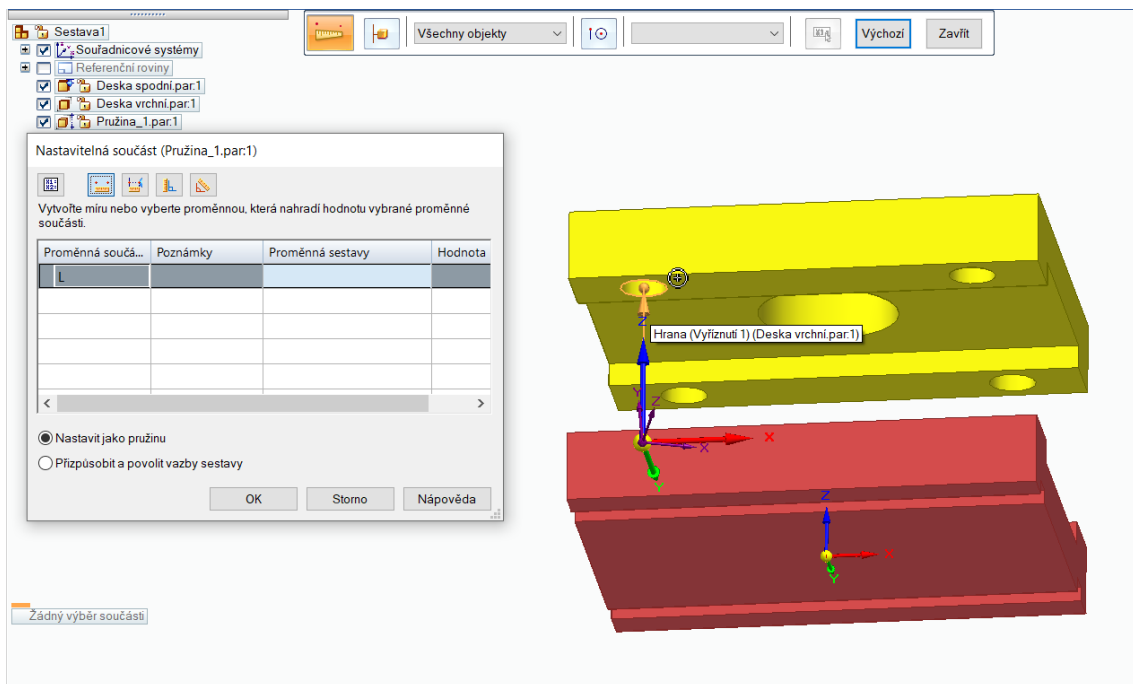 Sestava1
Souřadnicové systémy
Referenční roviny
Deska spodní.par:1
Deska vrchní.par:1
Pružina_1.par:1
Všechny objekty
Výchozí
Zavřít
Nastavitelná součást (Pružina_1.par:1)
Vytvořte míru nebo vyberte proměnnou, která nahradí hodnotu vybrané proměnné
součásti.
Proměnná součá... Poznámky Proměnná sestavy Hodnota
L
Nastavit jako pružinu
Přizpůsobit a povolit vazby sestavy
OK Storno Nápověda
Žádný výběr součásti
Z
Hrana (Vyříznutí 1) (Deska vrchní.par:1)
Y
Z
X
X
Y
Z
X
Y